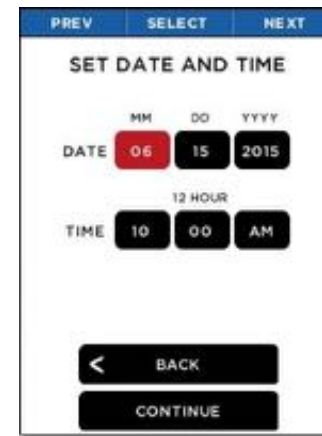 PREV SELECT NEXT
SET DATE AND TIME
MM DD YYYY
DATE 06 15 2015
12 HOUR
TIME 10 00 AM
< BACK
CONTINUE